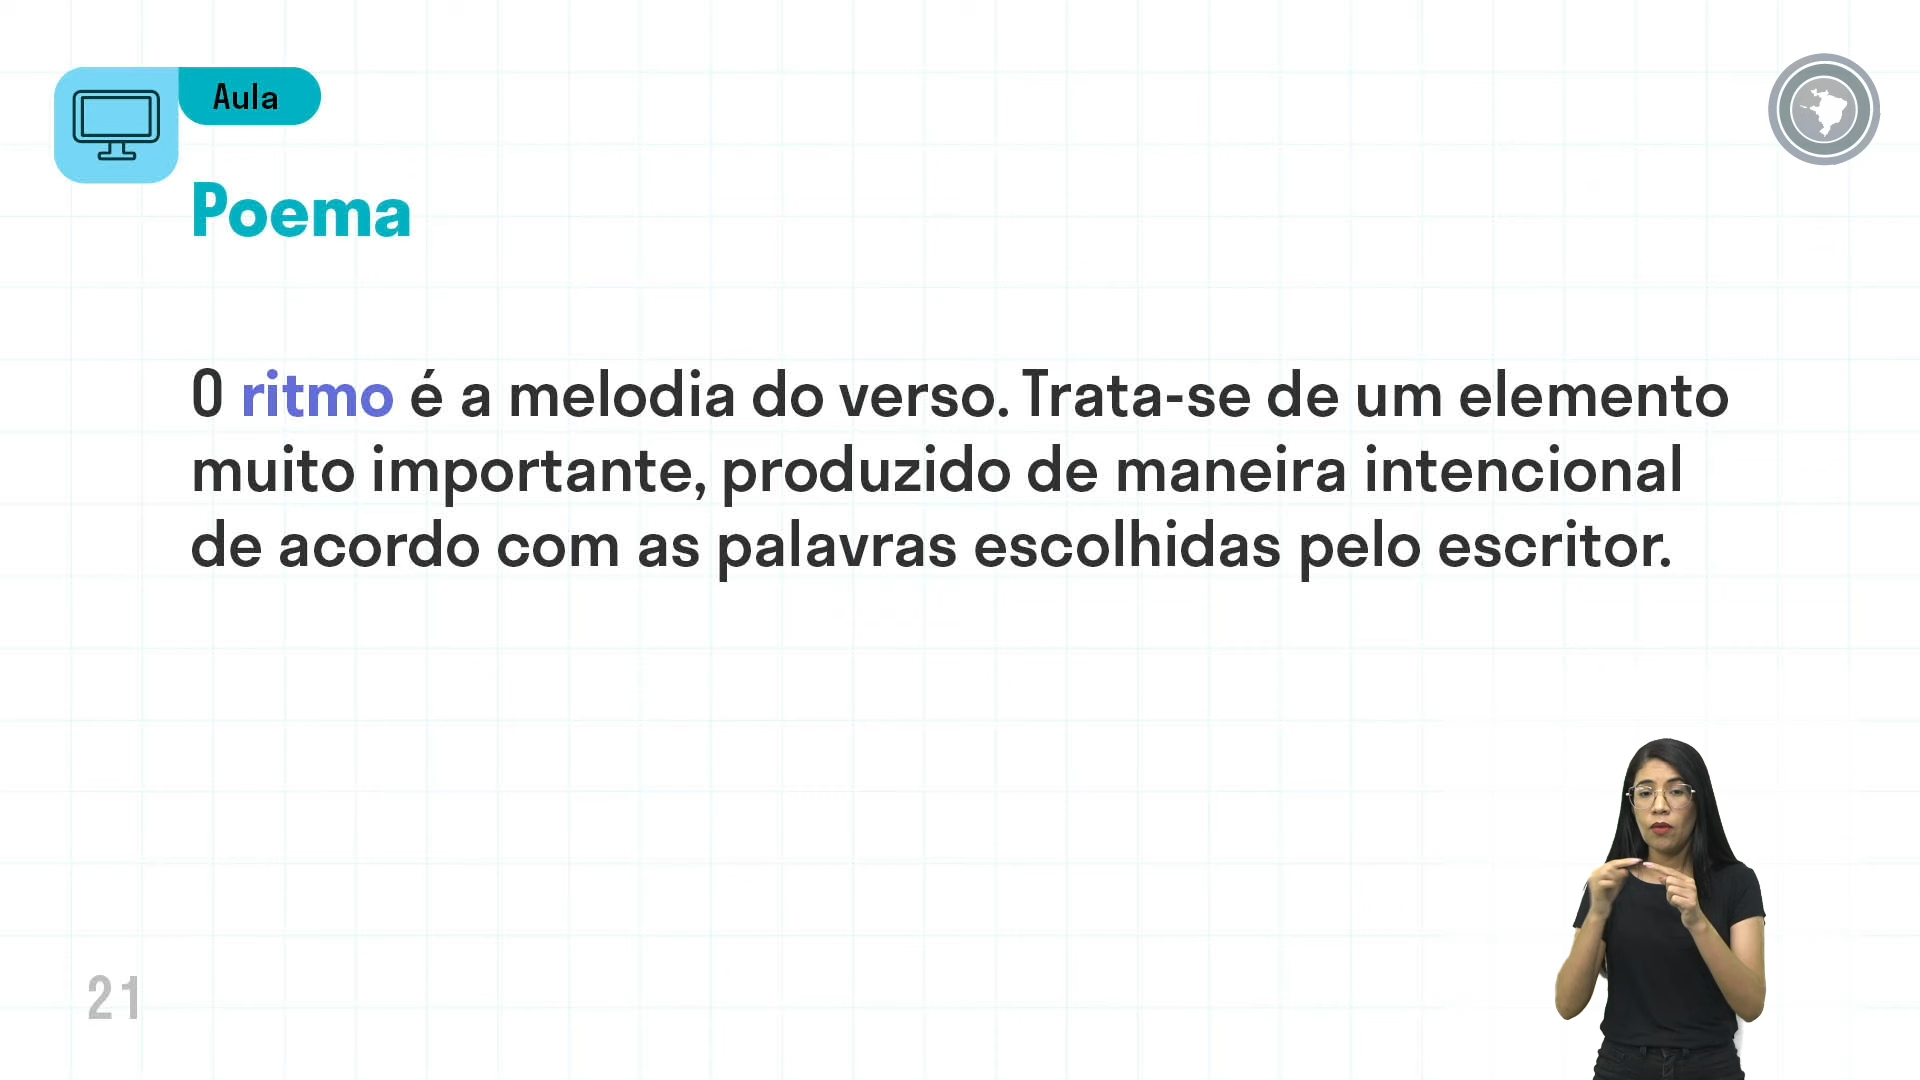 Aula
Poema
O ritmo é a melodia do verso. Trata-se de um elemento
muito importante, produzido de maneira intencional
de acordo com as palavras escolhidas pelo escritor.
21